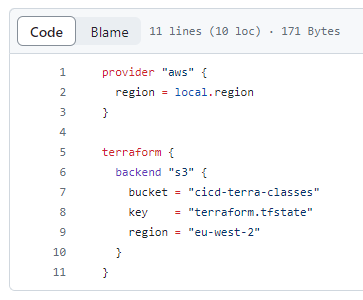 Code Blame 11 lines (10 loc) · 171 Bytes
1 provider "aws" {
2 region = local.region
3 }
4
5 terraform {
6 backend "s3" {
7 bucket = "cicd-terra-classes"
8 key    = "terraform.tfstate"
9 region = "eu-west-2"
10 }
11 }